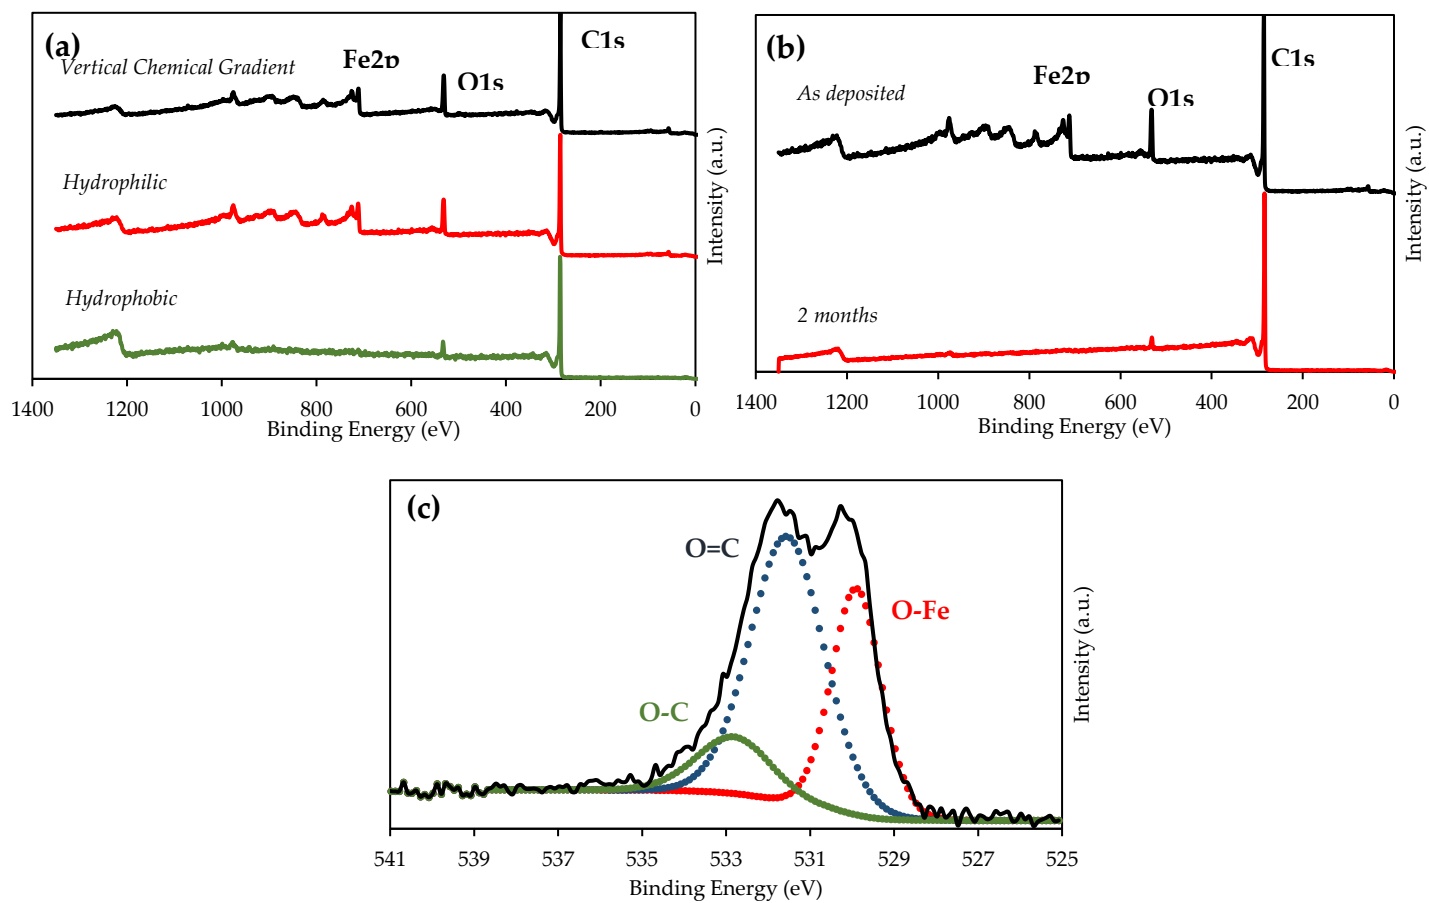 (a)
Vertical Chemical Gradient
Fe2p
O1s
C1s
Hydrophilic
Hydrophobic
Intensity (a.u.)
1400 1200 1000 800 600 400 200 0
Binding Energy (eV)
(b)
As deposited
Fe2p
O1s
C1s
2 months
Intensity (a.u.)
1400 1200 1000 800 600 400 200 0
Binding Energy (eV)
(c)
O=C
O-Fe
O-C
Intensity (a.u.)
541 539 537 535 533 531 529 527 525
Binding Energy (eV)